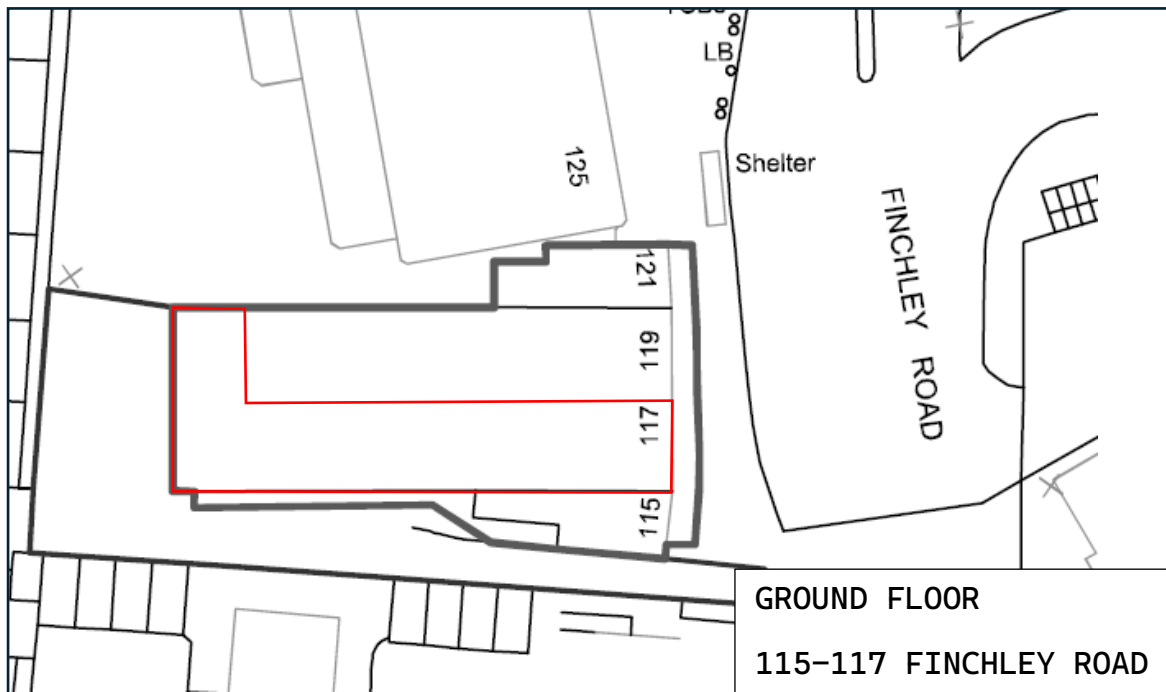 LB
125
Shelter
FINCHLEY ROAD
121
119
117
115
GROUND FLOOR
115-117 FINCHLEY ROAD